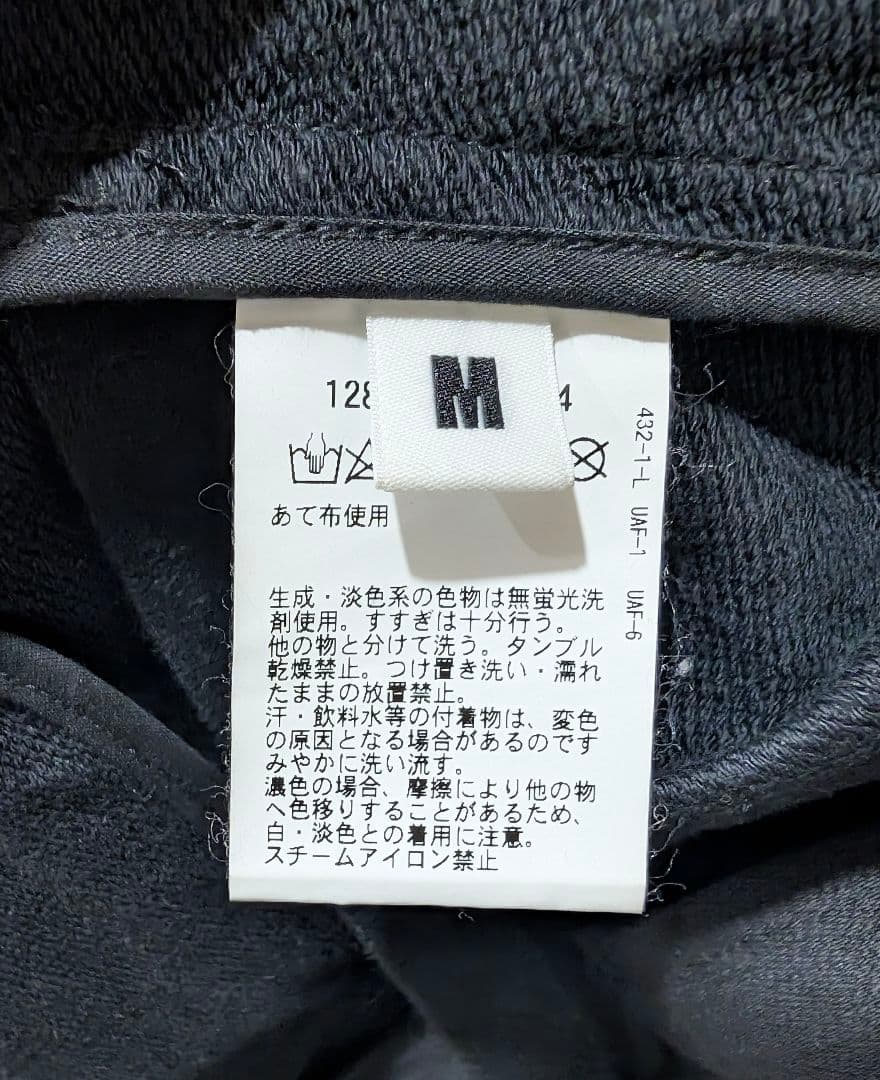 M
あて布使用
生成・淡色系の色物は無蛍光洗
剤使用。すすぎは十分行う。
他の物と分けて洗う。タンブル
乾燥禁止。つけ置き洗い・濡れ
たままの放置禁止。
汗・飲料水等の付着物は、変色
の原因となる場合があるのです
みやかに洗い流す。
濃色の場合、摩擦により他の物
へ色移りすることがあるため、
白・淡色との着用に注意。
スチームアイロン禁止
432-1-L UAF-1 UAF-6